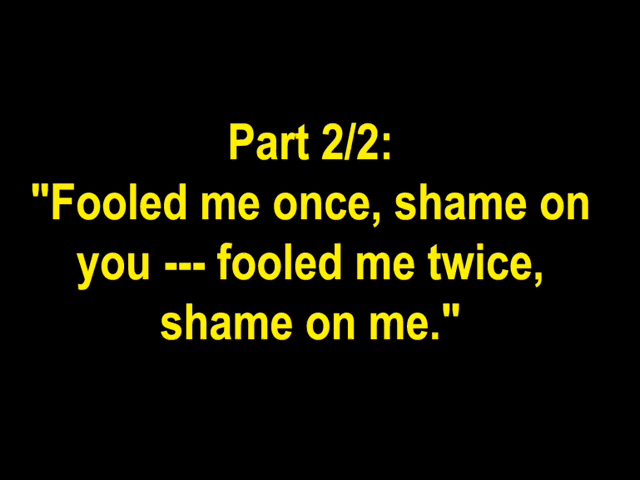 Part 2/2:
"Fooled me once, shame on
you --- fooled me twice,
shame on me."